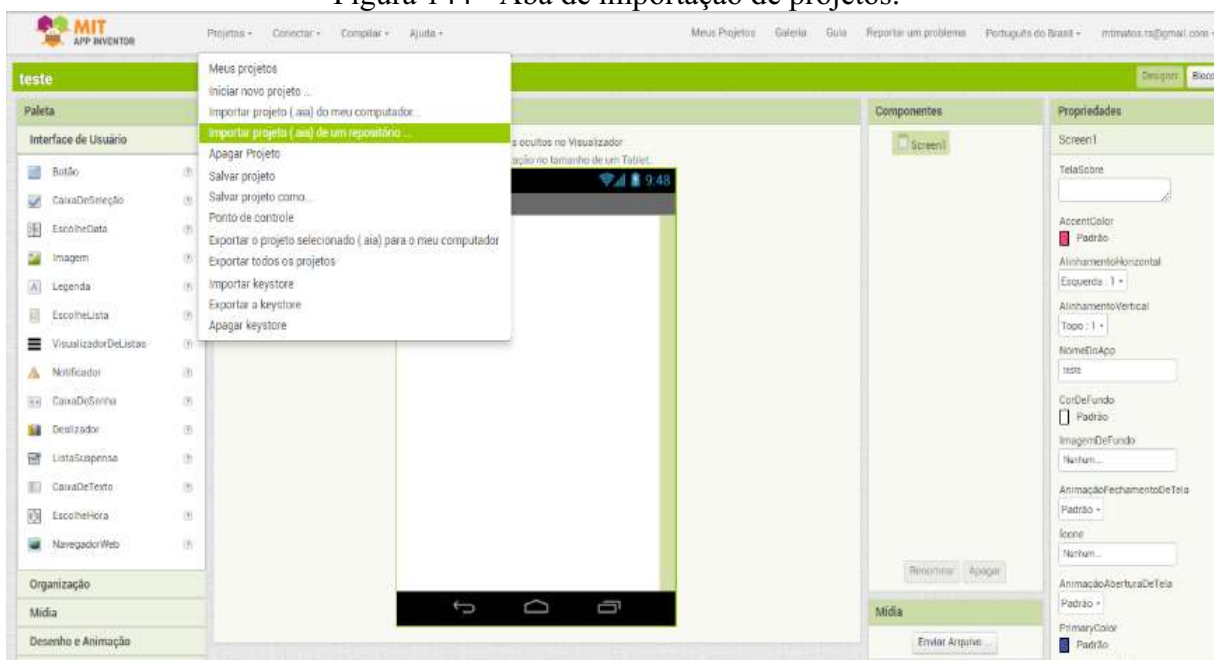 Figura 144 - Aba de importação de projetos.
MIT
APP INVENTOR
Projetos Conectar Compilar Ajuda
Meus Projetos Galeria Guia Reportar um problema Português do Brasil
teste
Designer Bloco
Meus projetos
Iniciar novo projeto ...
Importar projeto (.aia) do meu computador...
Importar projeto (.aia) de um repositório ...
Apagar Projeto
Salvar projeto
Salvar projeto como...
Ponto de controle
Exportar o projeto selecionado (.aia) para o meu computador
Exportar todos os projetos
Importar keystore
Exportar a keystore
Apagar keystore
Paleta
Interface de Usuário
Botão
CaixaDeSeleção
EscolheData
Imagem
Legenda
EscolheLista
VisualizadorDeListas
Notificador
CaixaDeSenha
Deslizador
ListaSuspensa
CaixaDeTexto
EscolheHora
NavegadorWeb
Organização
Mídia
Desenho e Animação
s ocultos no Visualizador
ação no tamanho de um Tablet.
9:48
Componentes
Screen1
Renomear Apagar
Mídia
Enviar Arquivo ...
Propriedades
Screen1
TelaSobre
AccentColor
Padrão
AlinhamentoHorizontal
Esquerda : 1
AlinhamentoVertical
Topo : 1
NomeDoApp
teste
CorDeFundo
Padrão
ImagemDeFundo
Nenhum...
AnimaçãoFechamentoDeTela
Padrão
Ícone
Nenhum...
AnimaçãoAberturaDeTela
Padrão
PrimaryColor
Padrão